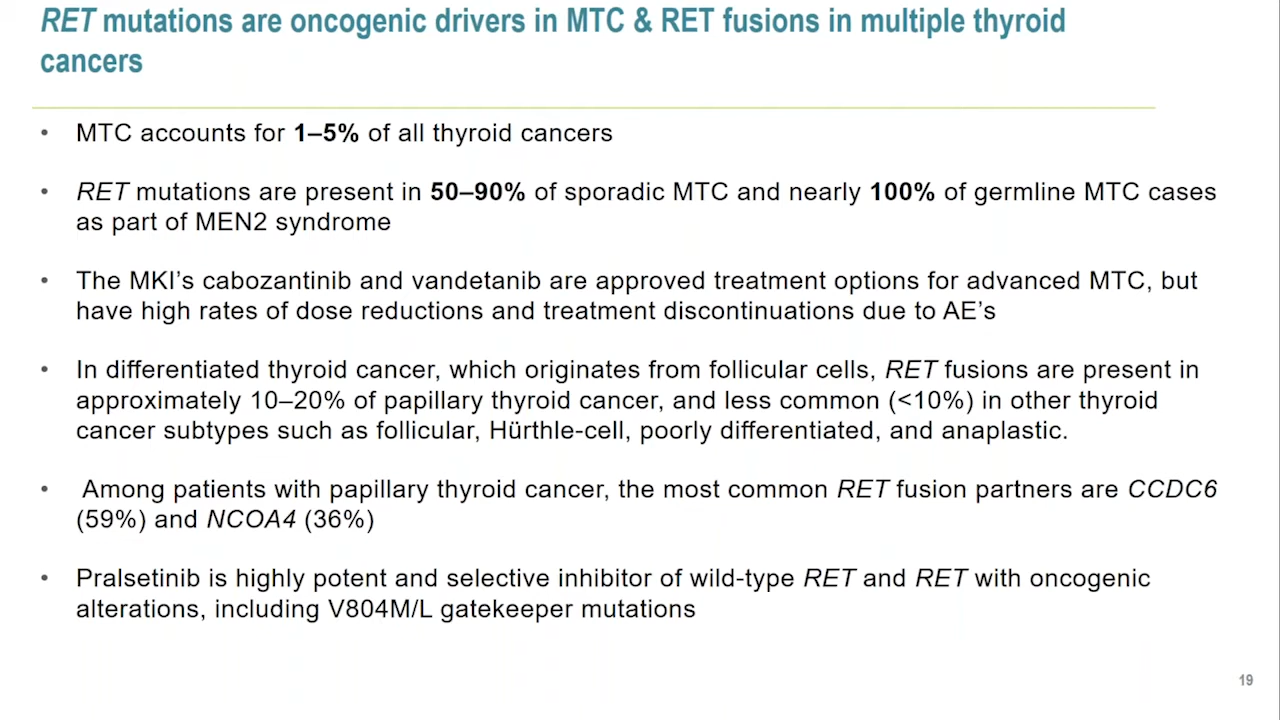 RET mutations are oncogenic drivers in MTC & RET fusions in multiple thyroid
cancers
• MTC accounts for 1–5% of all thyroid cancers
• RET mutations are present in 50–90% of sporadic MTC and nearly 100% of germline MTC cases
as part of MEN2 syndrome
• The MKI’s cabozantinib and vandetanib are approved treatment options for advanced MTC, but
have high rates of dose reductions and treatment discontinuations due to AE’s
• In differentiated thyroid cancer, which originates from follicular cells, RET fusions are present in
approximately 10–20% of papillary thyroid cancer, and less common (<10%) in other thyroid
cancer subtypes such as follicular, Hürthle-cell, poorly differentiated, and anaplastic.
• Among patients with papillary thyroid cancer, the most common RET fusion partners are CCDC6
(59%) and NCOA4 (36%)
• Pralsetinib is highly potent and selective inhibitor of wild-type RET and RET with oncogenic
alterations, including V804M/L gatekeeper mutations
19